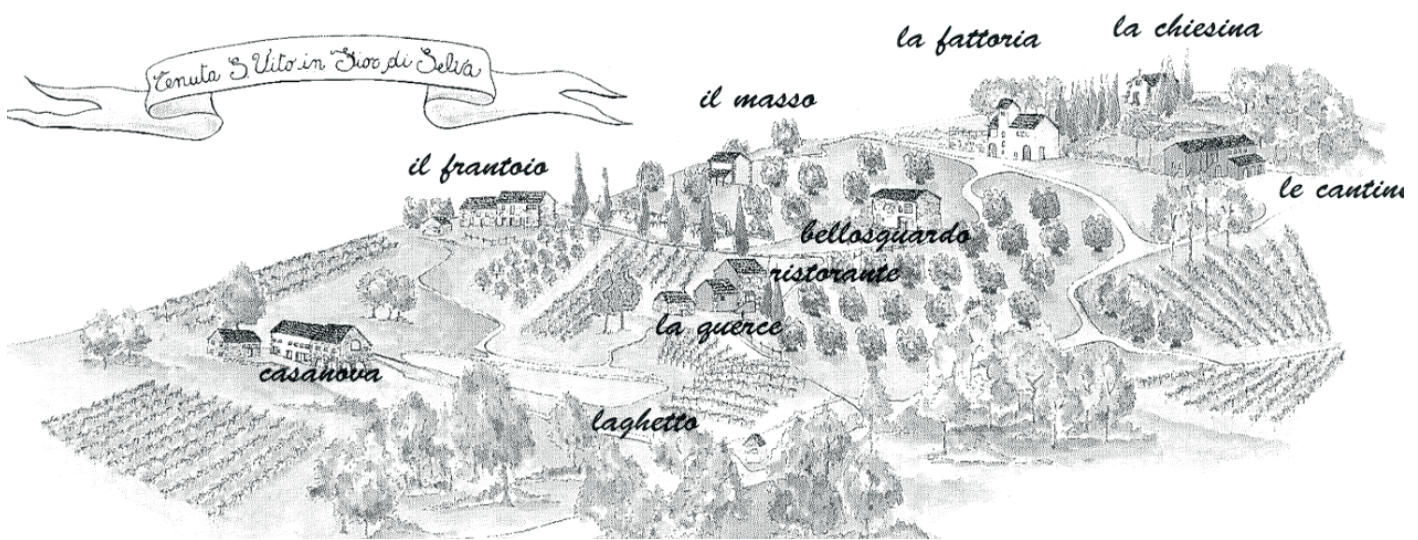 Tenuta S. Vito in Fior di Selva
la fattoria
la chiesina
il masso
il frantoio
le cantine
bellosguardo
ristorante
la querce
casanova
laghetto